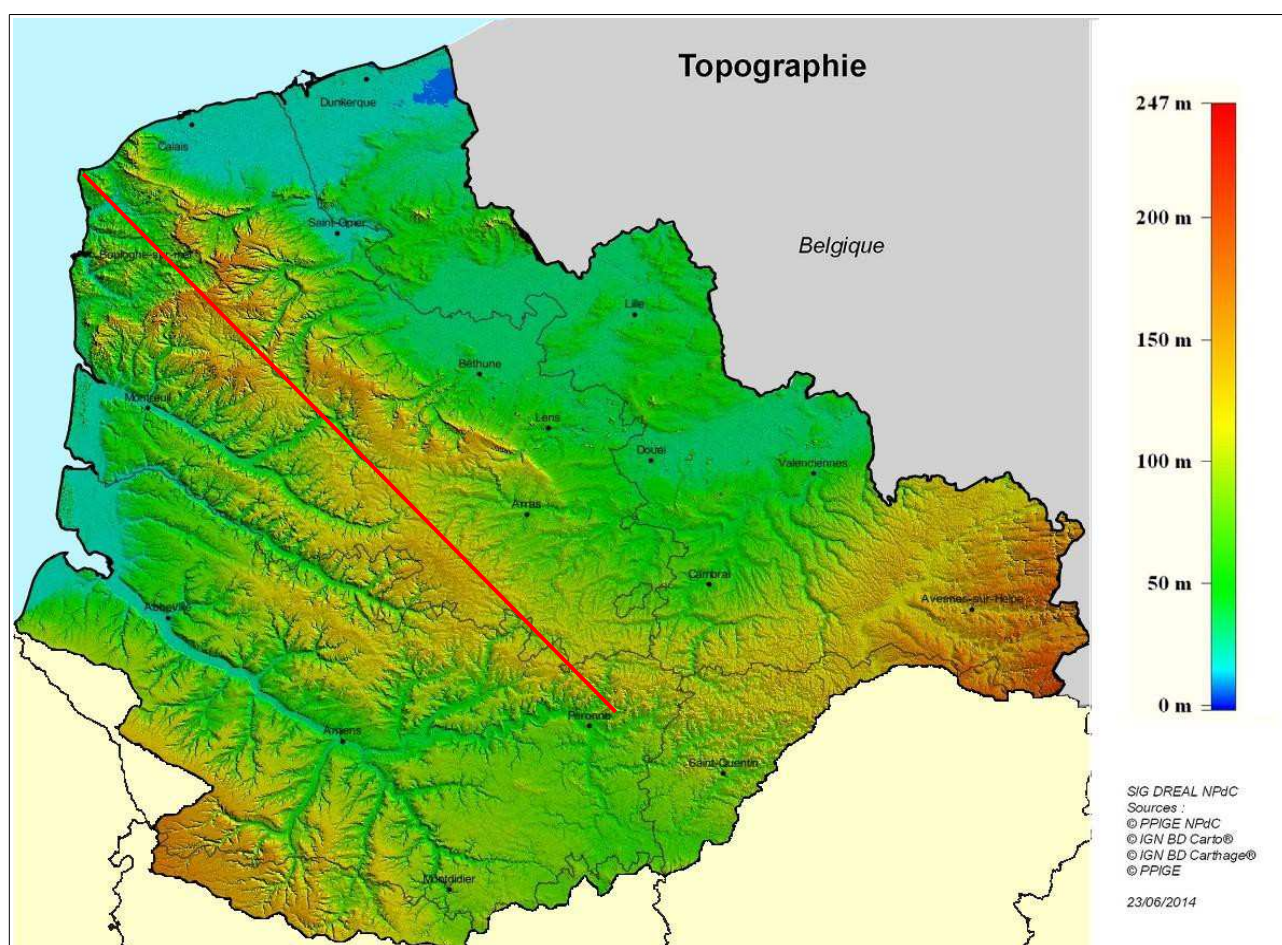 Topographie
Dunkerque
Calais
Saint-Omer
Boulogne-sur-mer
Belgique
Lille
Béthune
Montreuil
Lens
Douai
Valenciennes
Arras
Cambrai
Avesnes-sur-Helpe
Abbeville
Péronne
Amiens
Saint-Quentin
Montdidier
247 m
200 m
150 m
100 m
50 m
0 m
SIG DREAL NPdC
Sources :
© PPIGE NPdC
© IGN BD Carto®
© IGN BD Carthage®
© PPIGE
23/06/2014